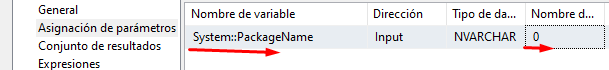 General
Asignación de parámetros
Conjunto de resultados
Expresiones
Nombre de variable Dirección Tipo de da... Nombre d...
System::PackageName Input NVARCHAR 0